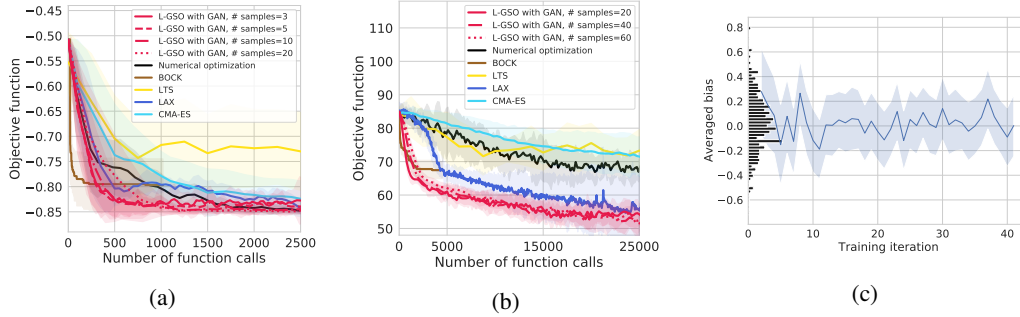 −0.50
−0.55
−0.60
−0.65
−0.70
−0.75
−0.80
−0.85
Objective function
L-GSO with GAN, # samples=3
L-GSO with GAN, # samples=5
L-GSO with GAN, # samples=10
L-GSO with GAN, # samples=20
Numerical optimization
BOCK
LTS
LAX
CMA-ES
0 500 1000 1500 2000 2500
Number of function calls
(a)
110
100
90
80
70
60
50
Objective function
L-GSO with GAN, # samples=20
L-GSO with GAN, # samples=40
L-GSO with GAN, # samples=60
Numerical optimization
BOCK
LTS
LAX
CMA-ES
0 5000 15000 25000
Number of function calls
(b)
0.8
0.6
0.4
0.2
0.0
−0.2
−0.4
−0.6
Averaged bias
0 10 20 30 40
Training iteration
(c)